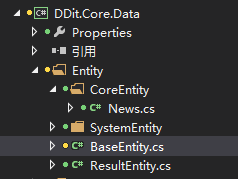 DDit.Core.Data
Properties
引用
Entity
CoreEntity
C# News.cs
SystemEntity
C# BaseEntity.cs
C# ResultEntity.cs